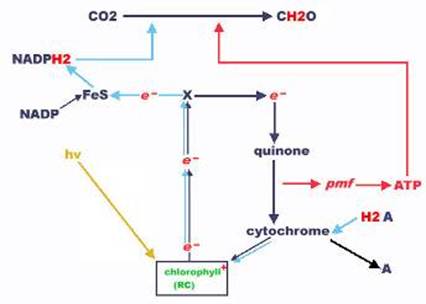 CO2 CH2O
NADPH2
FeS e⁻ X e⁻
NADP
quinone
hv e⁻
pmf ATP
H2 A
cytochrome
e⁻
A
chlorophyll+
(RC)